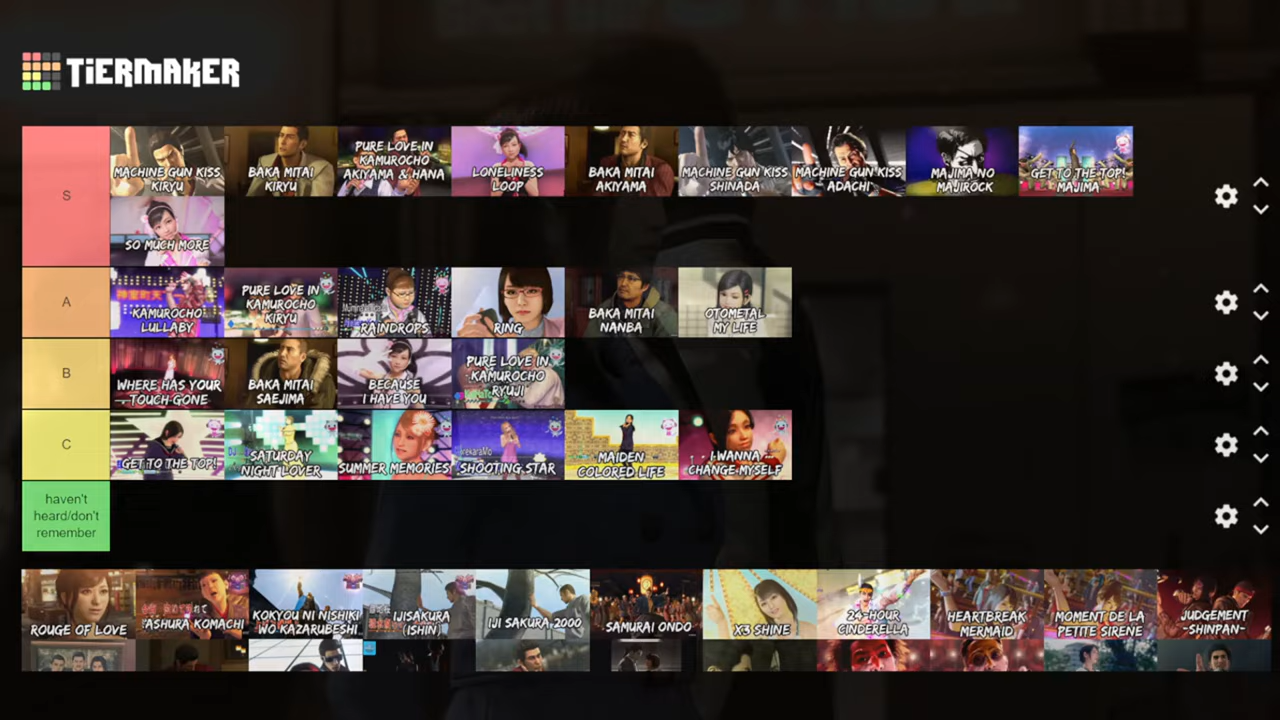 TiERMAKER
S
MACHINE GUN KISS
KIRYU
BAKA MITAI
KIRYU
PURE LOVE IN
KAMUROCHO
AKIYAMA & HANA
LONELINESS
LOOP
BAKA MITAI
AKIYAMA
MACHINE GUN KISS
SHINADA
MACHINE GUN KISS
ADACHI
MAJIMA NO
MAJIROCK
GET TO THE TOP!
MAJIMA
SO MUCH MORE
A
KAMUROCHO
LULLABY
PURE LOVE IN
KAMUROCHO
KIRYU
RAINDROPS
RING
BAKA MITAI
NANBA
OTOMETAL
MY LIFE
B
WHERE HAS YOUR
TOUCH GONE
BAKA MITAI
SAEJIMA
BECAUSE
I HAVE YOU
PURE LOVE IN
KAMUROCHO
RYUJI
C
GET TO THE TOP!
SATURDAY
NIGHT LOVER
SUMMER MEMORIES
SHOOTING STAR
MAIDEN
COLORED LIFE
I WANNA
CHANGE MYSELF
haven't
heard/don't
remember
ROUGE OF LOVE
ASHURA KOMACHI
KOKYOU NI NISHIKI
WO KAZARUBESHI
IJISAKURA
(ISHIN)
IJI SAKURA 2000
SAMURAI ONDO
X3 SHINE
24-HOUR
CINDERELLA
HEARTBREAK
MERMAID
MOMENT DE LA
PETITE SIRENE
JUDGEMENT
-SHINPAN-